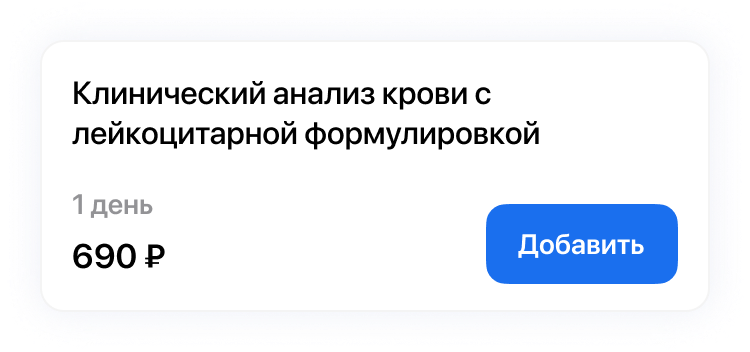 Клинический анализ крови с
лейкоцитарной формулировкой
1 день
690 ₽
Добавить